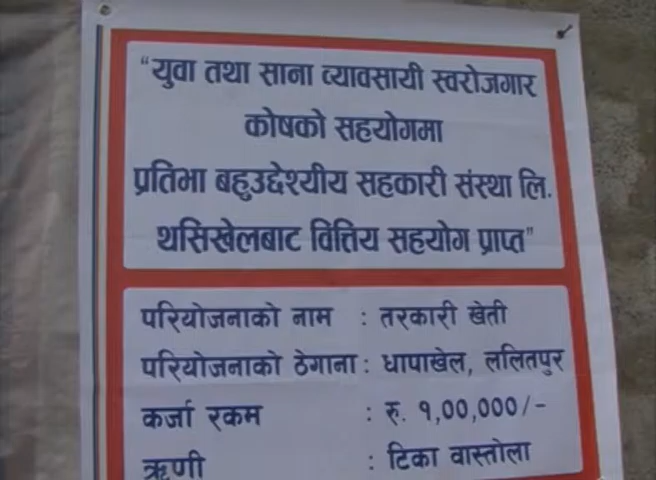 “युवा तथा साना व्यावसायी स्वरोजगार
कोषको सहयोगमा
प्रतिभा बहुउद्देश्यीय सहकारी संस्था लि.
थसिखेलबाट वित्तिय सहयोग प्राप्त”
परियोजनाको नाम : तरकारी खेती
परियोजनाको ठेगाना : धापाखेल, ललितपुर
कर्जा रकम : रु. १,००,०००/-
ऋणी : टिका वास्तोला